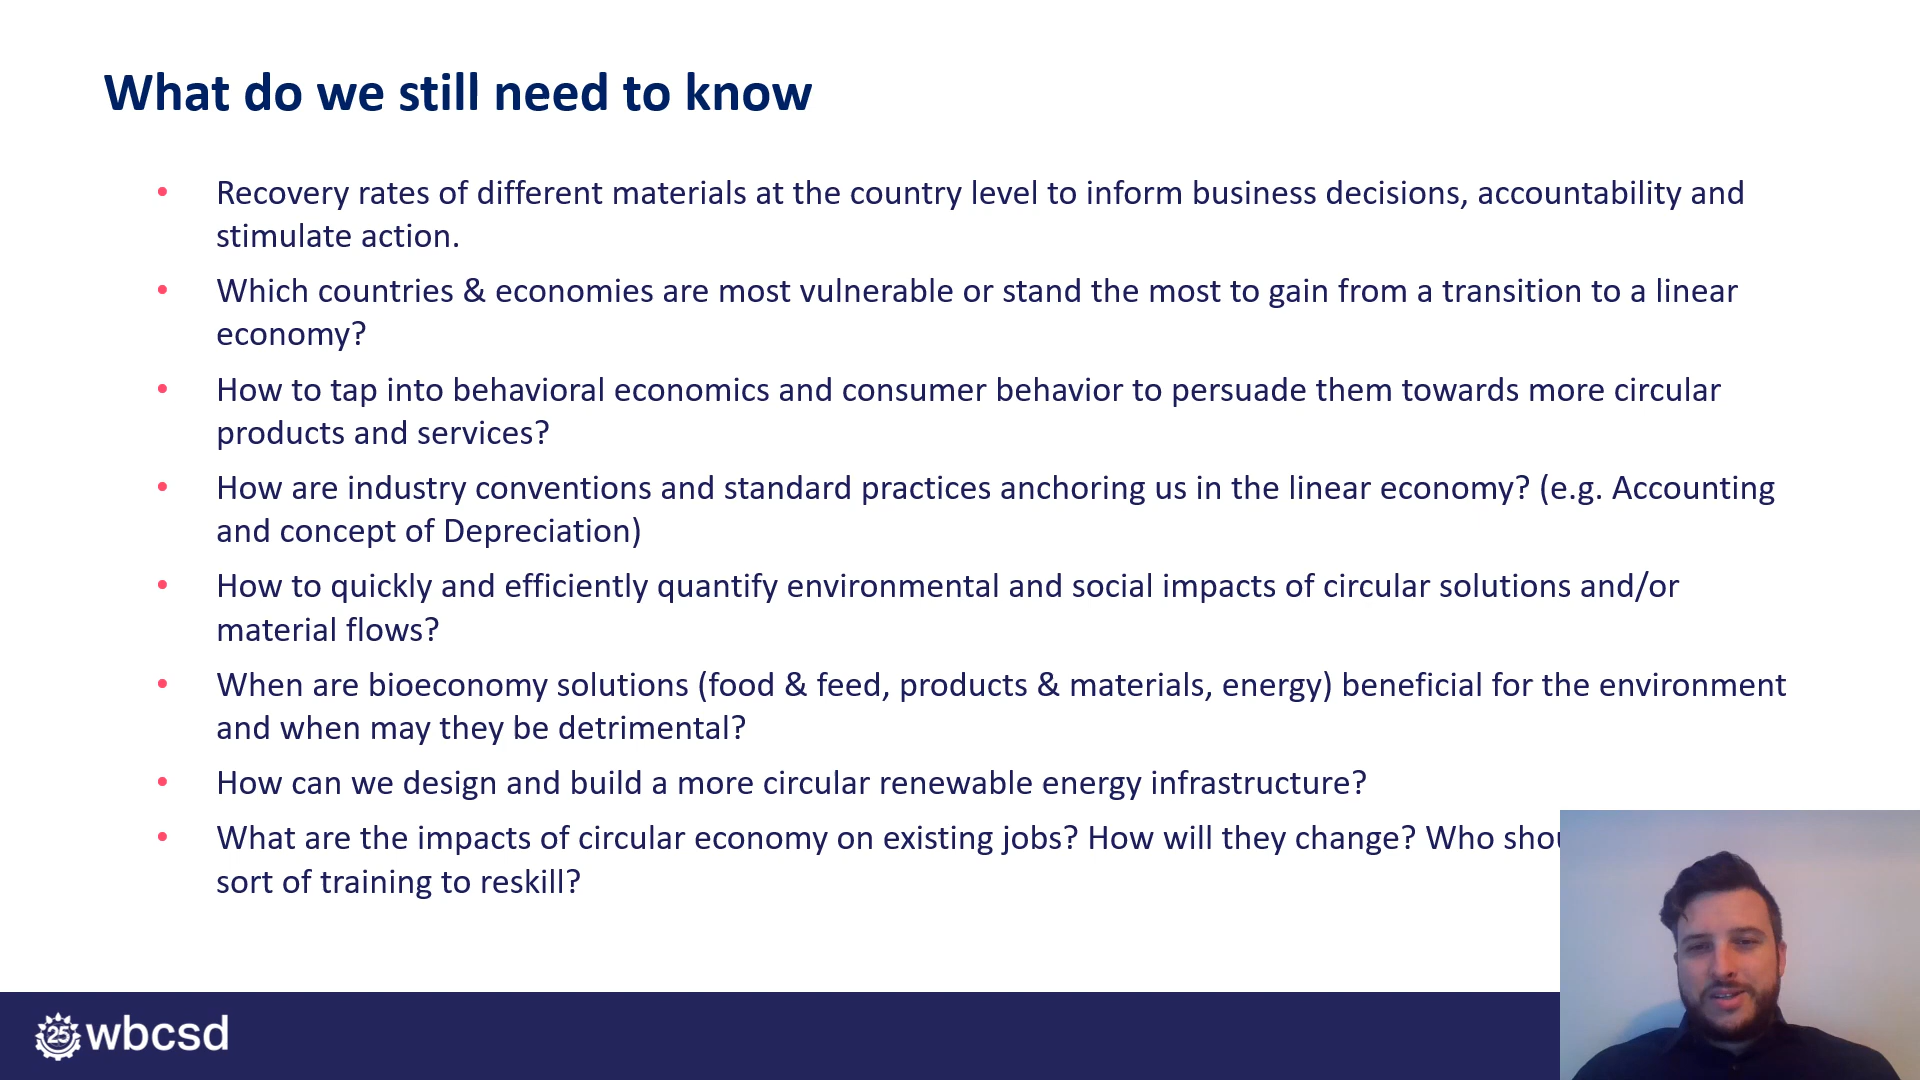 What do we still need to know
• Recovery rates of different materials at the country level to inform business decisions, accountability and
stimulate action.
• Which countries & economies are most vulnerable or stand the most to gain from a transition to a linear
economy?
• How to tap into behavioral economics and consumer behavior to persuade them towards more circular
products and services?
• How are industry conventions and standard practices anchoring us in the linear economy? (e.g. Accounting
and concept of Depreciation)
• How to quickly and efficiently quantify environmental and social impacts of circular solutions and/or
material flows?
• When are bioeconomy solutions (food & feed, products & materials, energy) beneficial for the environment
and when may they be detrimental?
• How can we design and build a more circular renewable energy infrastructure?
• What are the impacts of circular economy on existing jobs? How will they change? Who
sort of training to reskill?
25 wbcsd